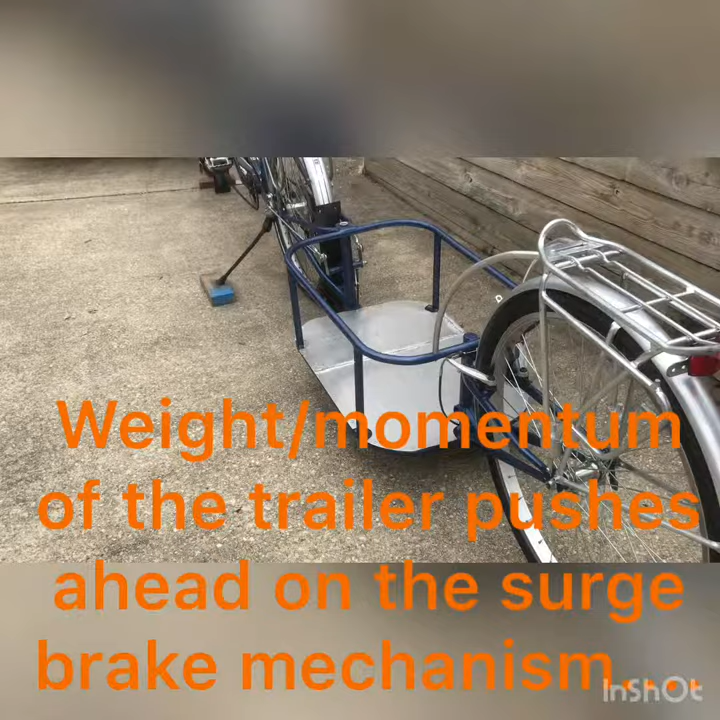 Weight/momentum
of the trailer pushes
ahead on the surge
brake mechanism....
InShOt